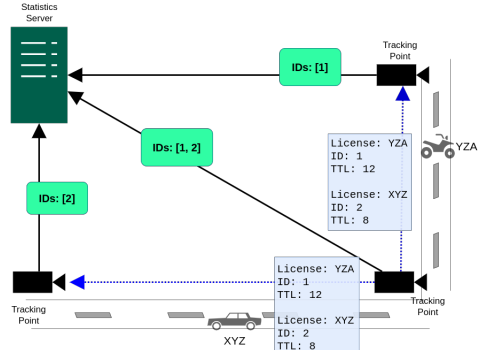 Statistics
Server
Tracking
Point
IDs: [1]
IDs: [1, 2]
License: YZA
ID: 1
TTL: 12
License: XYZ
ID: 2
TTL: 8
YZA
IDs: [2]
License: YZA
ID: 1
TTL: 12
License: XYZ
ID: 2
TTL: 8
Tracking
Point
Tracking
Point
XYZ